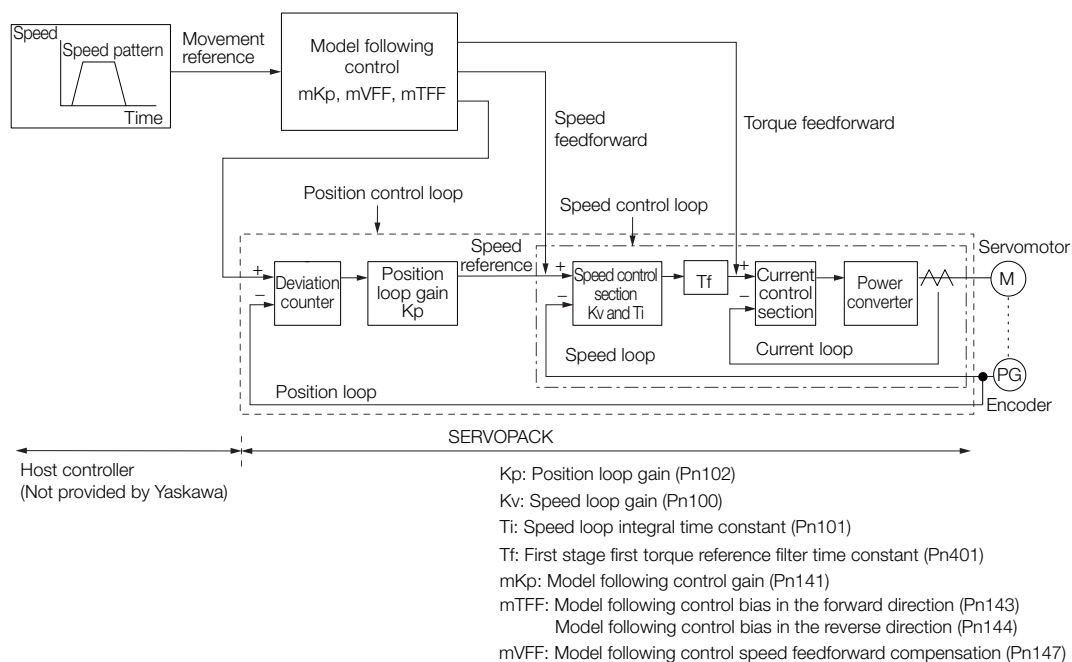 Speed
Speed pattern
Time
Movement
reference
Model following
control
mKp, mVFF, mTFF
Speed
feedforward
Torque feedforward
Position control loop
Speed control loop
Speed
reference
Servomotor
+
−
Deviation
counter
Position
loop gain
Kp
+
−
Speed control
section
Kv and Ti
Tf
+
−
Current
control
section
Power
converter
M
Speed loop
Current loop
PG
Position loop
Encoder
SERVOPACK
Host controller
(Not provided by Yaskawa)
Kp: Position loop gain (Pn102)
Kv: Speed loop gain (Pn100)
Ti: Speed loop integral time constant (Pn101)
Tf: First stage first torque reference filter time constant (Pn401)
mKp: Model following control gain (Pn141)
mTFF: Model following control bias in the forward direction (Pn143)
Model following control bias in the reverse direction (Pn144)
mVFF: Model following control speed feedforward compensation (Pn147)